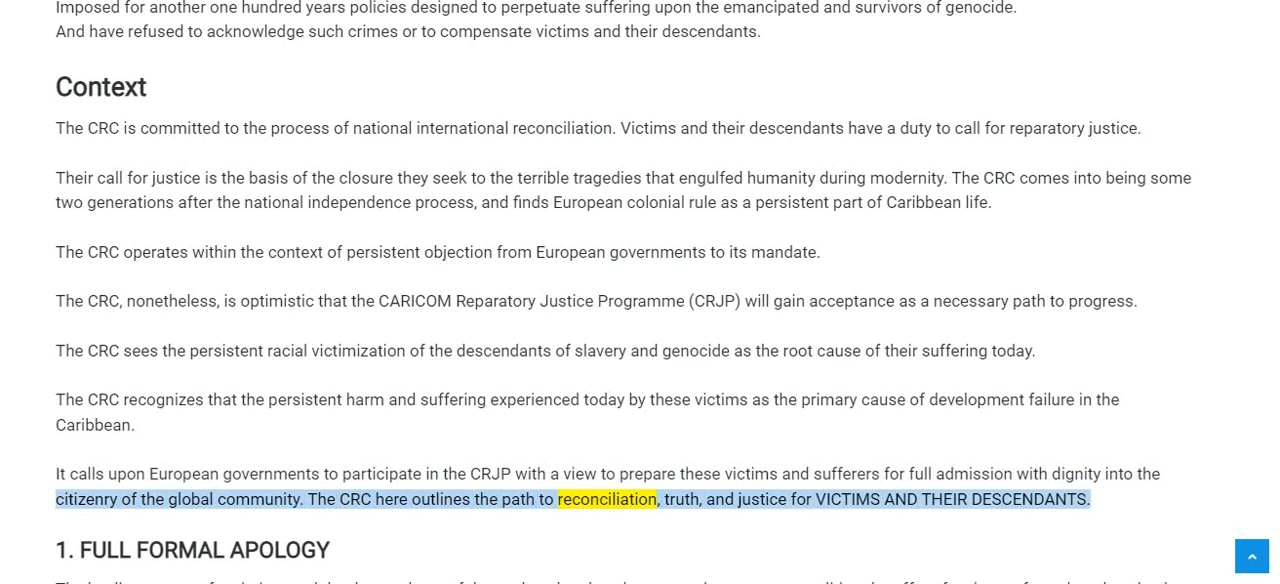 Imposed for another one hundred years policies designed to perpetuate suffering upon the emancipated and survivors of genocide.
And have refused to acknowledge such crimes or to compensate victims and their descendants.
Context
The CRC is committed to the process of national international reconciliation. Victims and their descendants have a duty to call for reparatory justice.
Their call for justice is the basis of the closure they seek to the terrible tragedies that engulfed humanity during modernity. The CRC comes into being some
two generations after the national independence process, and finds European colonial rule as a persistent part of Caribbean life.
The CRC operates within the context of persistent objection from European governments to its mandate.
The CRC, nonetheless, is optimistic that the CARICOM Reparatory Justice Programme (CRJP) will gain acceptance as a necessary path to progress.
The CRC sees the persistent racial victimization of the descendants of slavery and genocide as the root cause of their suffering today.
The CRC recognizes that the persistent harm and suffering experienced today by these victims as the primary cause of development failure in the
Caribbean.
It calls upon European governments to participate in the CRJP with a view to prepare these victims and sufferers for full admission with dignity into the
citizenry of the global community. The CRC here outlines the path to reconciliation, truth, and justice for VICTIMS AND THEIR DESCENDANTS.
1. FULL FORMAL APOLOGY